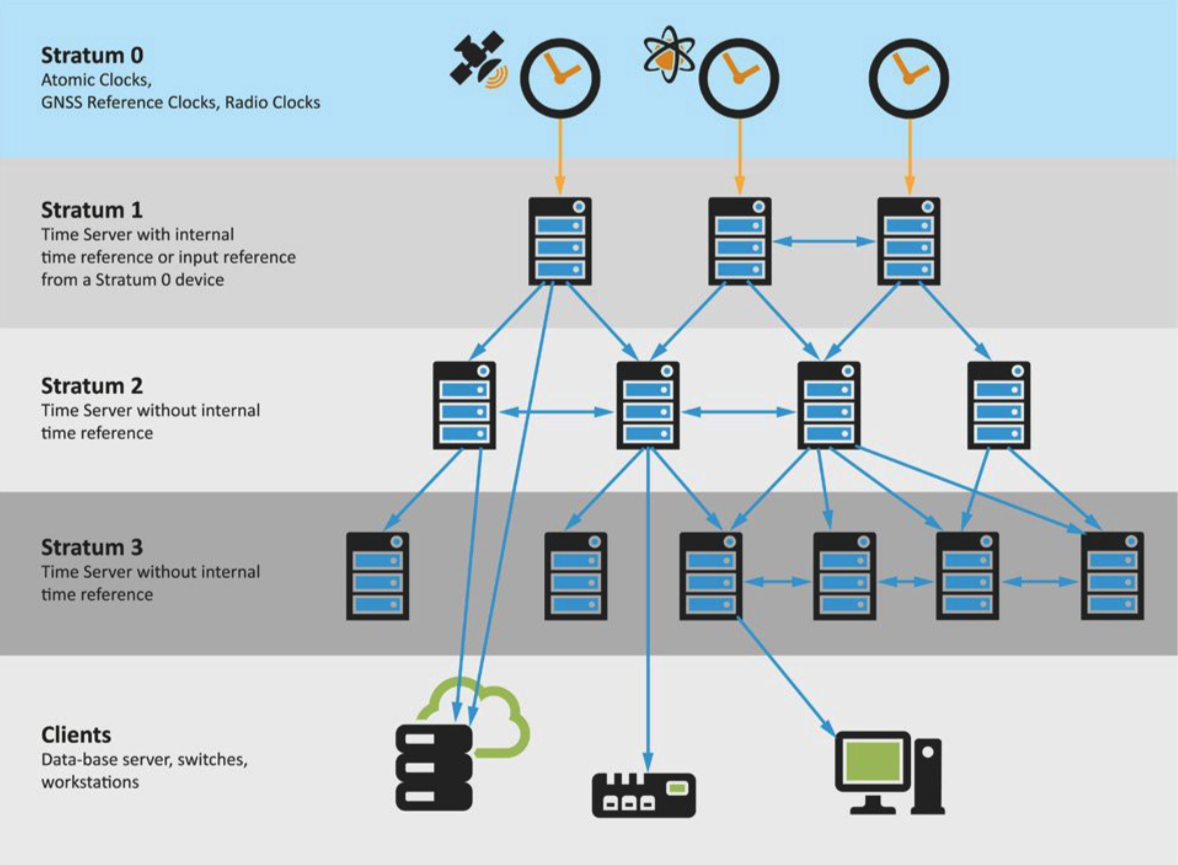 Stratum 0
Atomic Clocks,
GNSS Reference Clocks, Radio Clocks
Stratum 1
Time Server with internal
time reference or input reference
from a Stratum 0 device
Stratum 2
Time Server without internal
time reference
Stratum 3
Time Server without internal
time reference
Clients
Data-base server, switches,
workstations